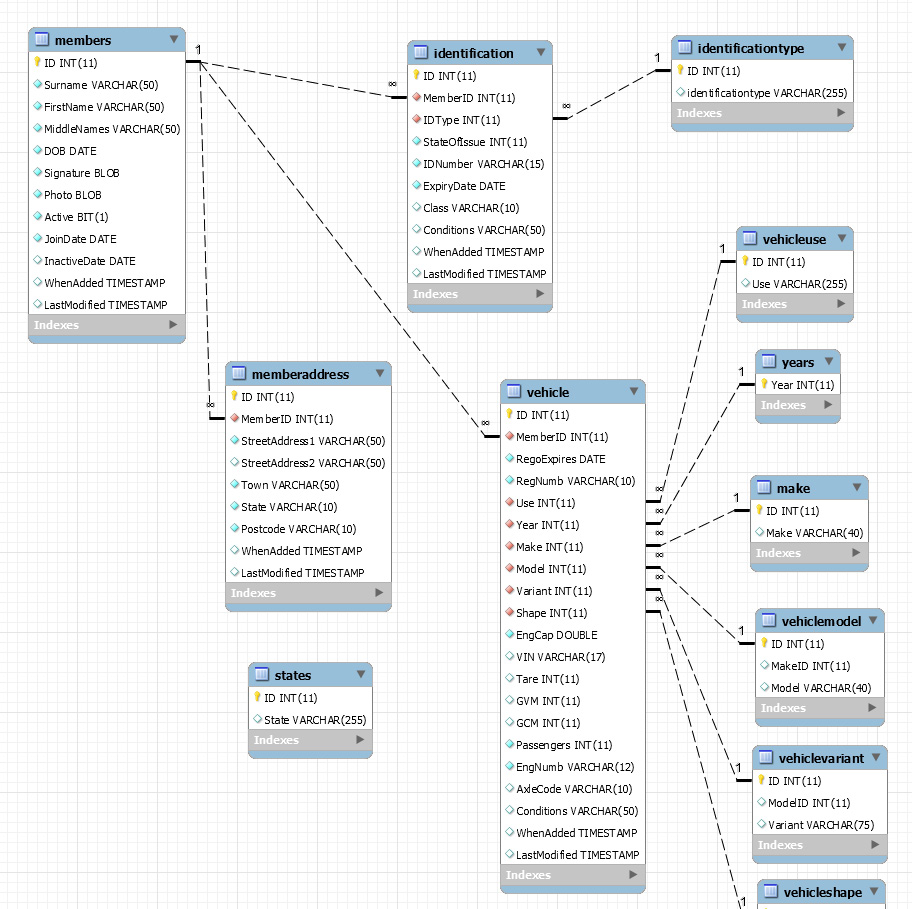 members
ID INT(11)
Surname VARCHAR(50)
FirstName VARCHAR(50)
MiddleNames VARCHAR(50)
DOB DATE
Signature BLOB
Photo BLOB
Active BIT(1)
JoinDate DATE
InactiveDate DATE
WhenAdded TIMESTAMP
LastModified TIMESTAMP
Indexes
1
∞
identification
ID INT(11)
MemberID INT(11)
IDType INT(11)
StateOfIssue INT(11)
IDNumber VARCHAR(15)
ExpiryDate DATE
Class VARCHAR(10)
Conditions VARCHAR(50)
WhenAdded TIMESTAMP
LastModified TIMESTAMP
Indexes
∞
1
identificationtype
ID INT(11)
identificationtype VARCHAR(255)
Indexes
∞
memberaddress
ID INT(11)
MemberID INT(11)
StreetAddress1 VARCHAR(50)
StreetAddress2 VARCHAR(50)
Town VARCHAR(50)
State VARCHAR(10)
Postcode VARCHAR(10)
WhenAdded TIMESTAMP
LastModified TIMESTAMP
Indexes
states
ID INT(11)
State VARCHAR(255)
Indexes
∞
vehicle
ID INT(11)
MemberID INT(11)
RegoExpires DATE
RegNumb VARCHAR(10)
Use INT(11)
Year INT(11)
Make INT(11)
Model INT(11)
Variant INT(11)
Shape INT(11)
EngCap DOUBLE
VIN VARCHAR(17)
Tare INT(11)
GVM INT(11)
GCM INT(11)
Passengers INT(11)
EngNumb VARCHAR(12)
AxleCode VARCHAR(10)
Conditions VARCHAR(50)
WhenAdded TIMESTAMP
LastModified TIMESTAMP
Indexes
∞
∞
∞
∞
∞
∞
1
vehicleuse
ID INT(11)
Use VARCHAR(255)
Indexes
1
years
Year INT(11)
Indexes
1
make
ID INT(11)
Make VARCHAR(40)
Indexes
1
vehiclemodel
ID INT(11)
MakeID INT(11)
Model VARCHAR(40)
Indexes
1
vehiclevariant
ID INT(11)
ModelID INT(11)
Variant VARCHAR(75)
Indexes
1
vehicleshape